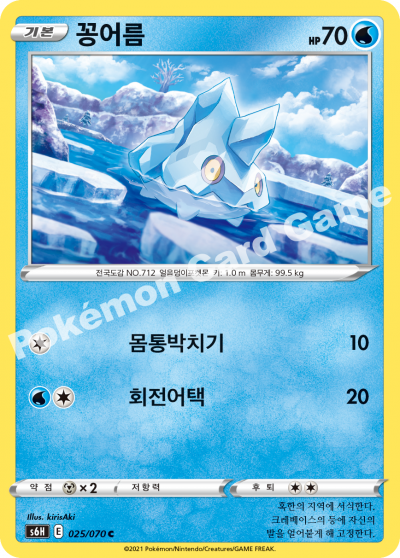 기본 꽁어름 HP 70
전국도감 NO.712 얼음덩이포켓몬 키: 1.0 m 몸무게: 99.5 kg
Pokémon Card Game
몸통박치기 10
회전어택 20
약점 ×2 저항력 후퇴
Illus. kirisAki
s6H E 025/070 C
혹한의 지역에 서식한다.
크레베이스의 등에 자신의
발을 얼어붙게 해 고정한다.
©2021 Pokémon/Nintendo/Creatures/GAME FREAK.